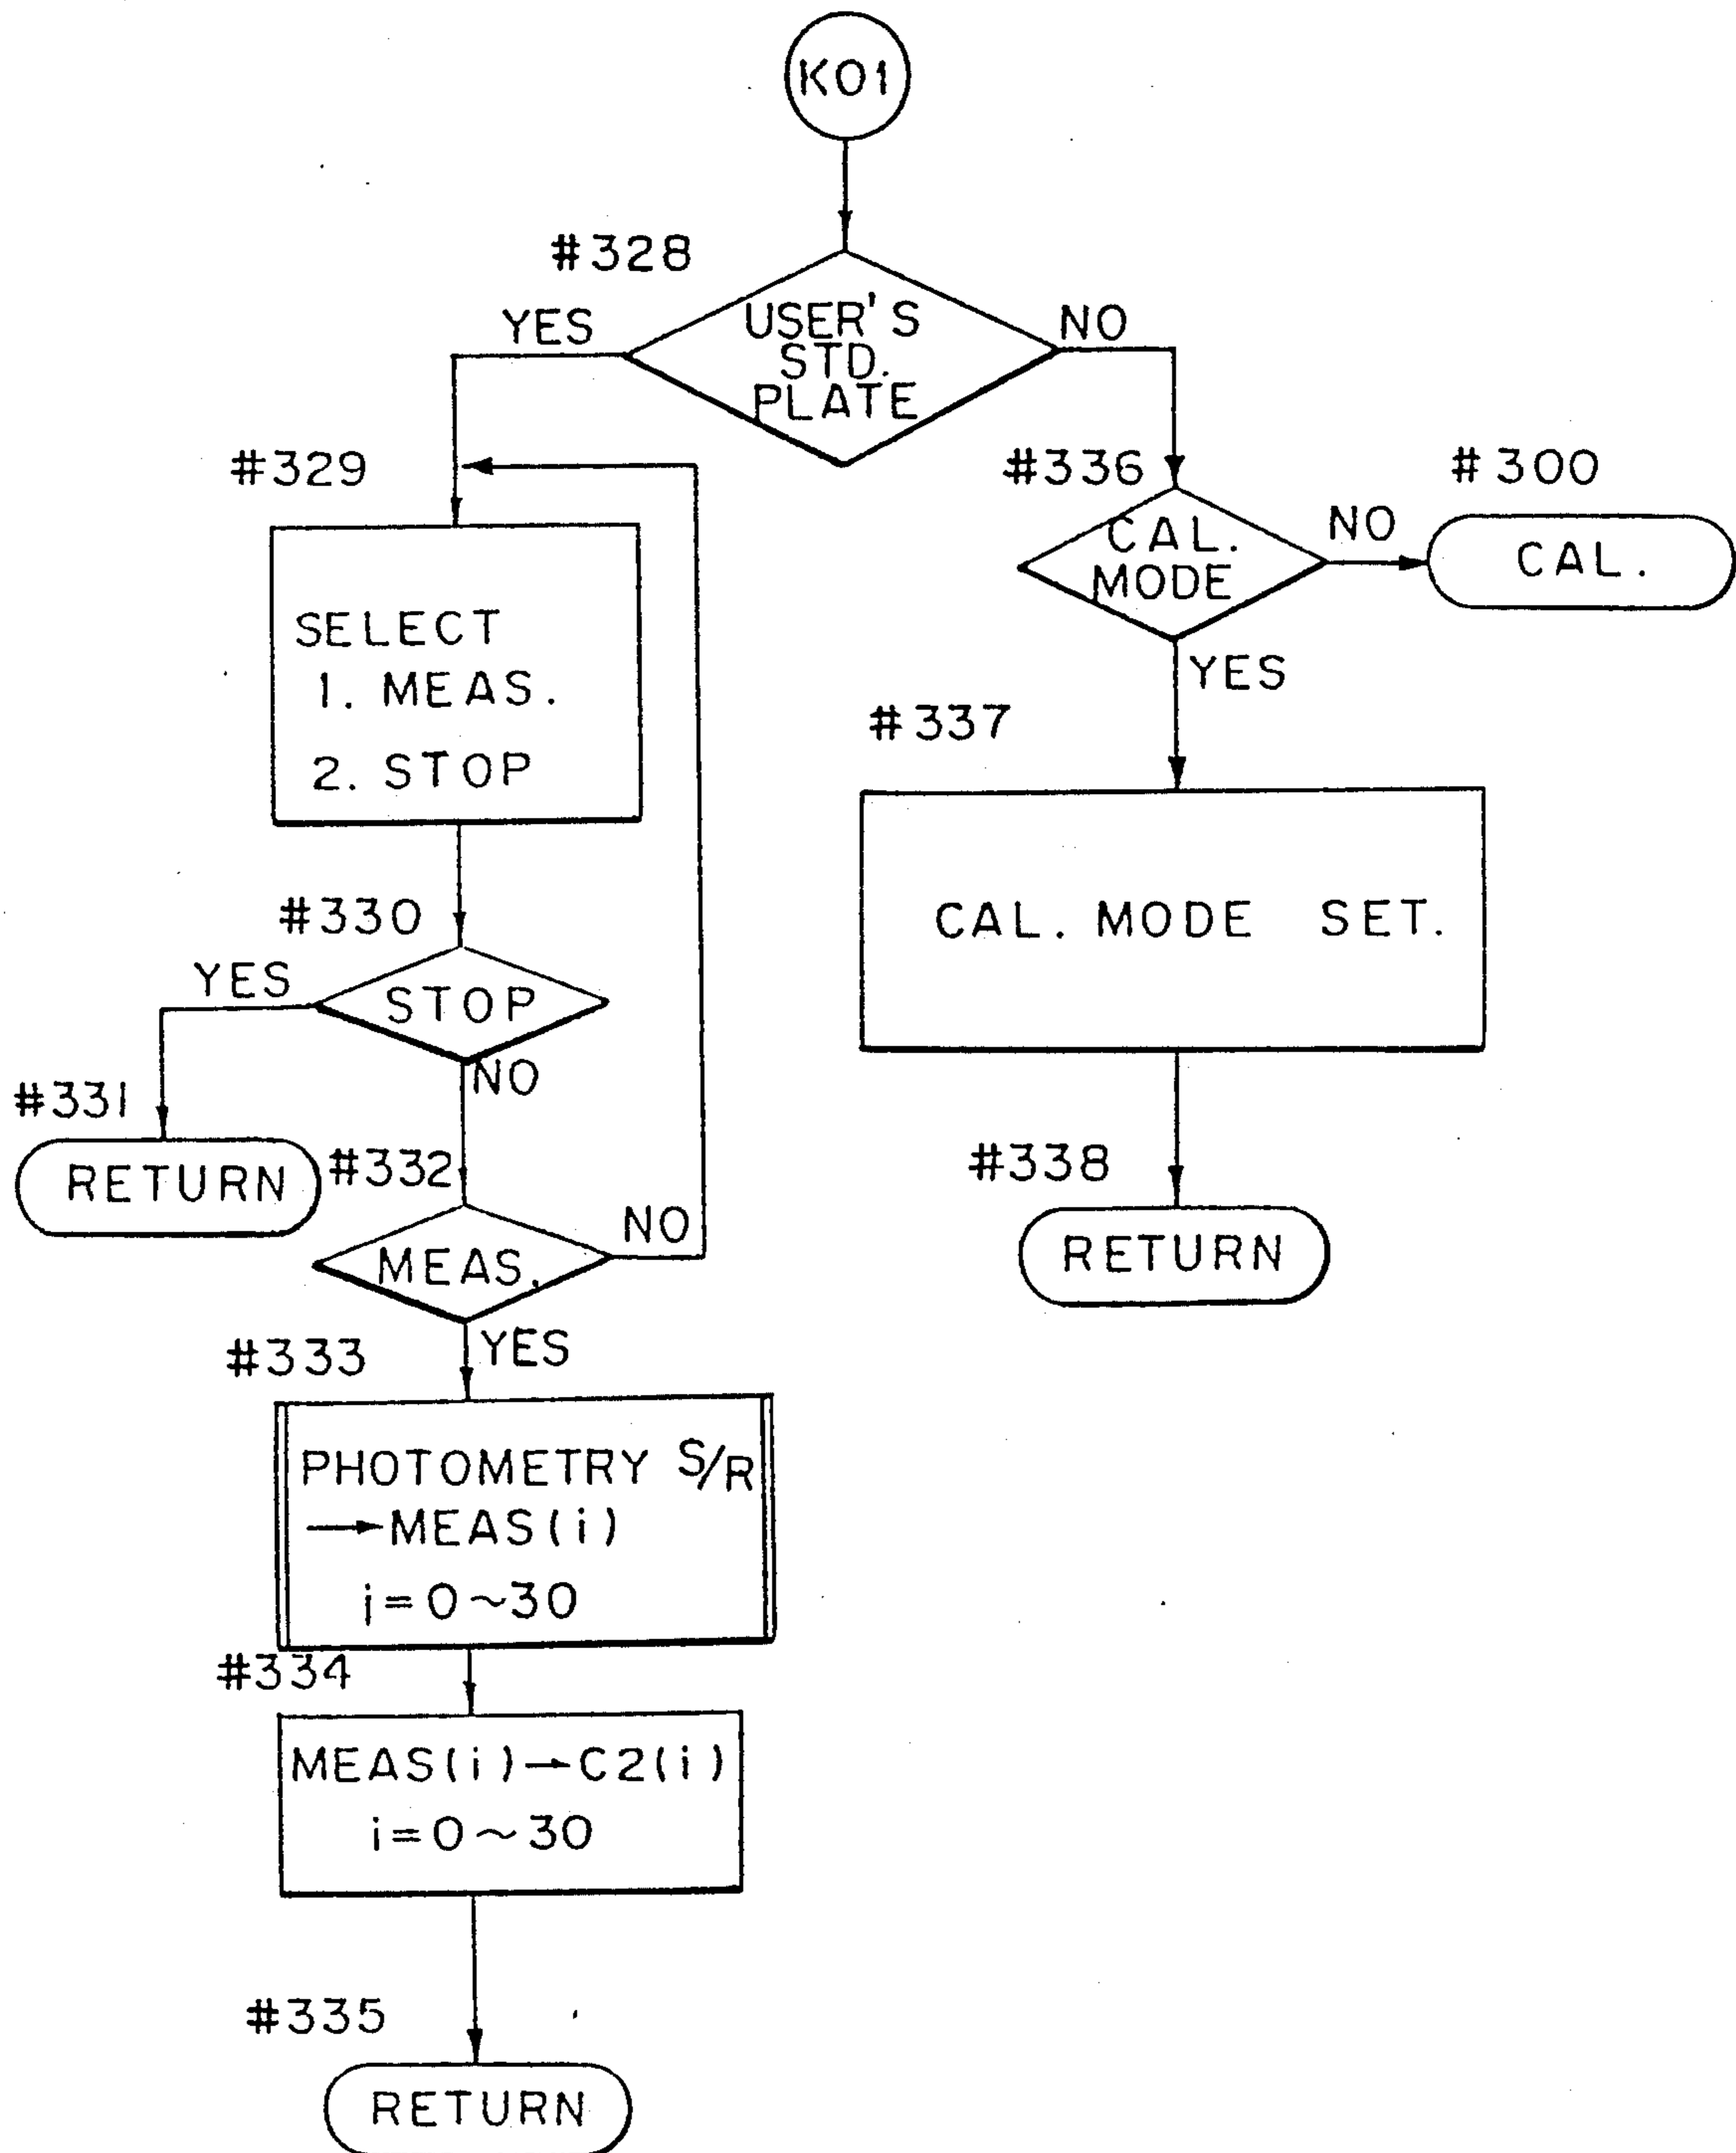 K01
#328
YES
USER'S
STD.
PLATE
NO
#329
#336
#300
SELECT
1. MEAS.
2. STOP
CAL.
MODE
NO
CAL.
YES
#337
#330
CAL. MODE SET.
YES
STOP
NO
#331
RETURN
#332
#338
RETURN
MEAS.
NO
YES
#333
PHOTOMETRY S/R
→MEAS(i)
i=0~30
#334
MEAS(i)→C2(i)
i=0~30
#335
RETURN